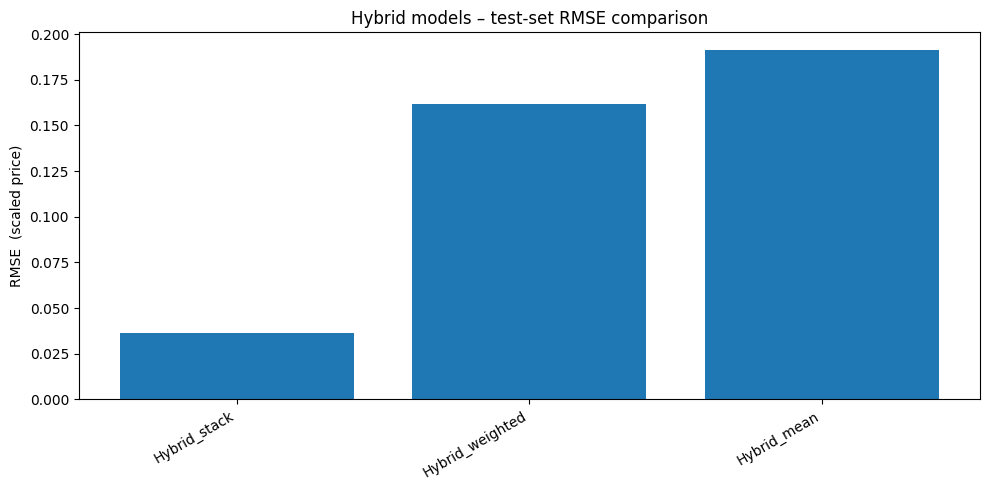 Hybrid models – test-set RMSE comparison
RMSE  (scaled price)
0.200
0.175
0.150
0.125
0.100
0.075
0.050
0.025
0.000
Hybrid_stack
Hybrid_weighted
Hybrid_mean